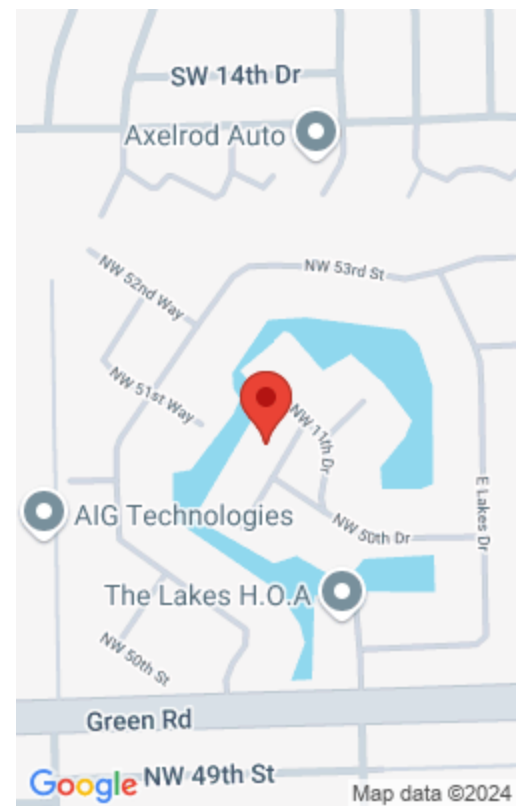 SW 14th Dr
Axelrod Auto
NW 53rd St
NW 52nd Way
NW 51st Way
NW 11th Dr
E Lakes Dr
AIG Technologies
NW 50th Dr
The Lakes H.O.A
NW 50th St
Green Rd
NW 49th St
Google
Map data ©2024